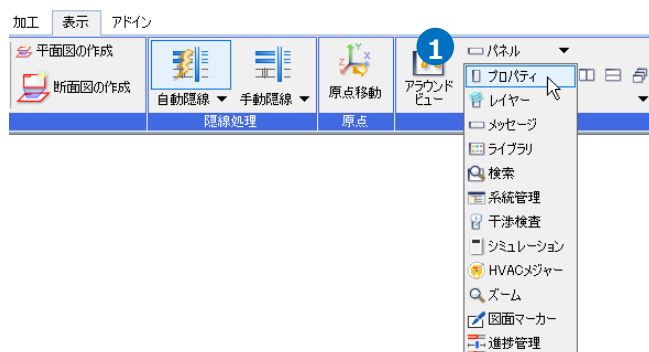 加工 表示 アドイン
平面図の作成
断面図の作成
自動隠線 手動隠線
隠線処理
原点移動
原点
アラウンド
ビュー
1
パネル
プロパティ
レイヤー
メッセージ
ライブラリ
検索
系統管理
干渉検査
シミュレーション
HVACメジャー
ズーム
図面マーカー
進捗管理